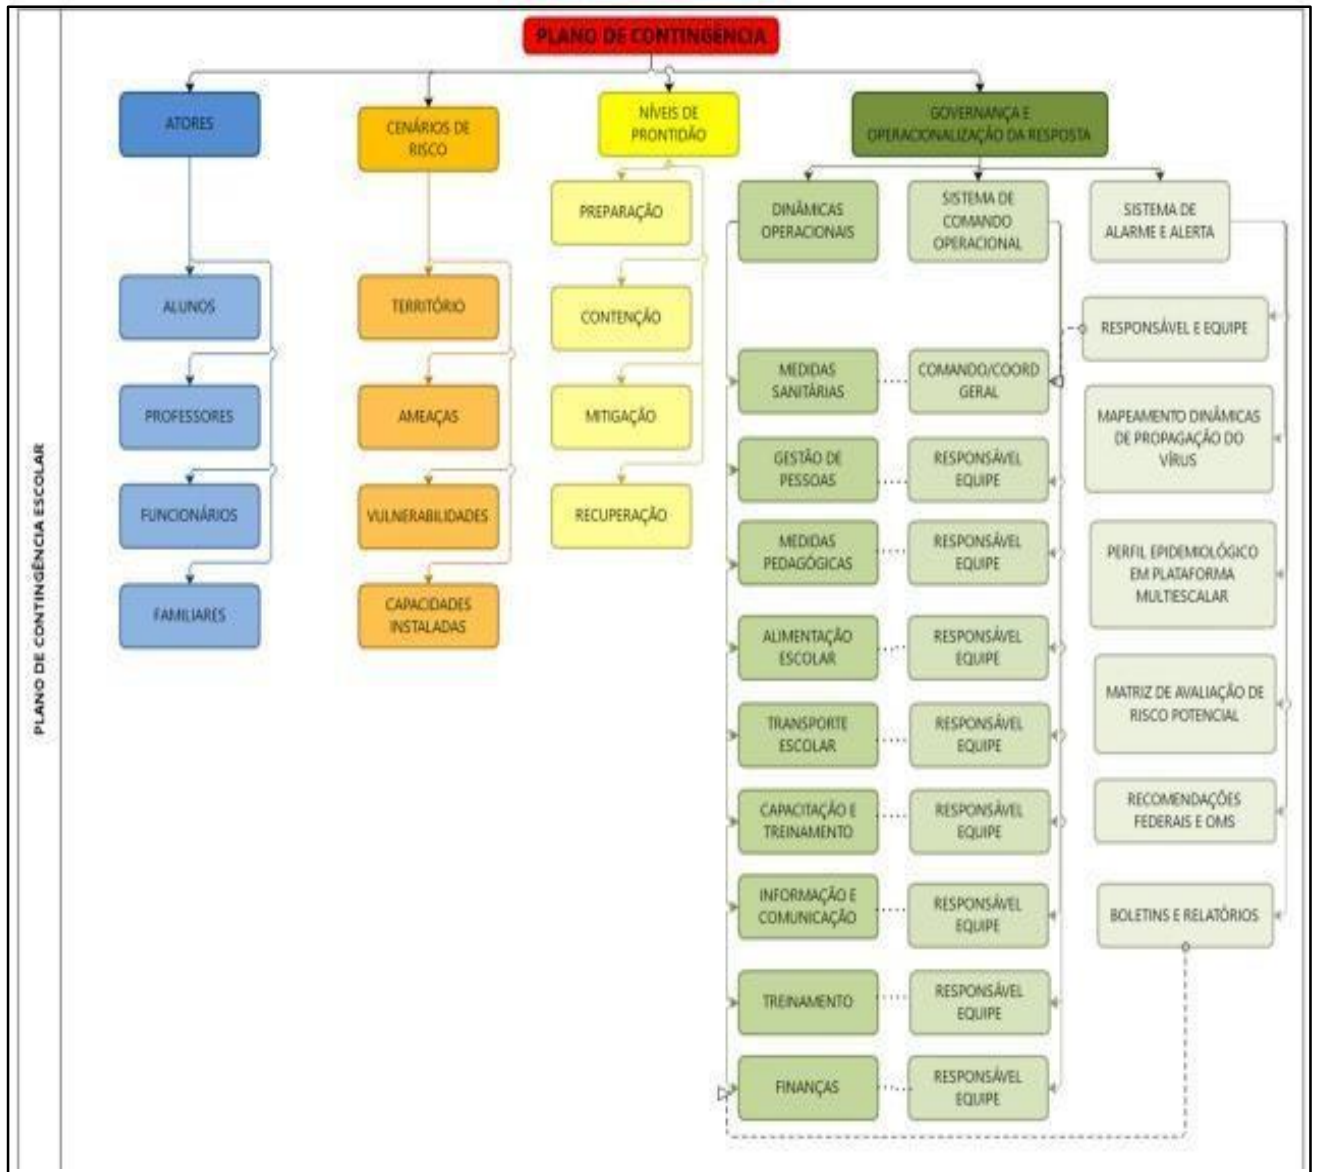 PLANO DE CONTINGÊNCIA
PLANO DE CONTINGÊNCIA ESCOLAR
ATORES
ALUNOS
PROFESSORES
FUNCIONÁRIOS
FAMILIARES
CENÁRIOS DE
RISCO
TERRITÓRIO
AMEAÇAS
VULNERABILIDADES
CAPACIDADES
INSTALADAS
NÍVEIS DE
PRONTIDÃO
PREPARAÇÃO
CONTENÇÃO
MITIGAÇÃO
RECUPERAÇÃO
GOVERNANÇA E
OPERACIONALIZAÇÃO DA RESPOSTA
DINÂMICAS
OPERACIONAIS
MEDIDAS
SANITÁRIAS
GESTÃO DE
PESSOAS
MEDIDAS
PEDAGÓGICAS
ALIMENTAÇÃO
ESCOLAR
TRANSPORTE
ESCOLAR
CAPACITAÇÃO E
TREINAMENTO
INFORMAÇÃO E
COMUNICAÇÃO
TREINAMENTO
FINANÇAS
SISTEMA DE
COMANDO
OPERACIONAL
COMANDO/COORD
GERAL
RESPONSÁVEL
EQUIPE
RESPONSÁVEL
EQUIPE
RESPONSÁVEL
EQUIPE
RESPONSÁVEL
EQUIPE
RESPONSÁVEL
EQUIPE
RESPONSÁVEL
EQUIPE
RESPONSÁVEL
EQUIPE
RESPONSÁVEL
EQUIPE
SISTEMA DE
ALARME E ALERTA
RESPONSÁVEL E EQUIPE
MAPEAMENTO DINÂMICAS
DE PROPAGAÇÃO DO
VÍRUS
PERFIL EPIDEMIOLÓGICO
EM PLATAFORMA
MULTIESCALAR
MATRIZ DE AVALIAÇÃO DE
RISCO POTENCIAL
RECOMENDAÇÕES
FEDERAIS E OMS
BOLETINS E RELATÓRIOS